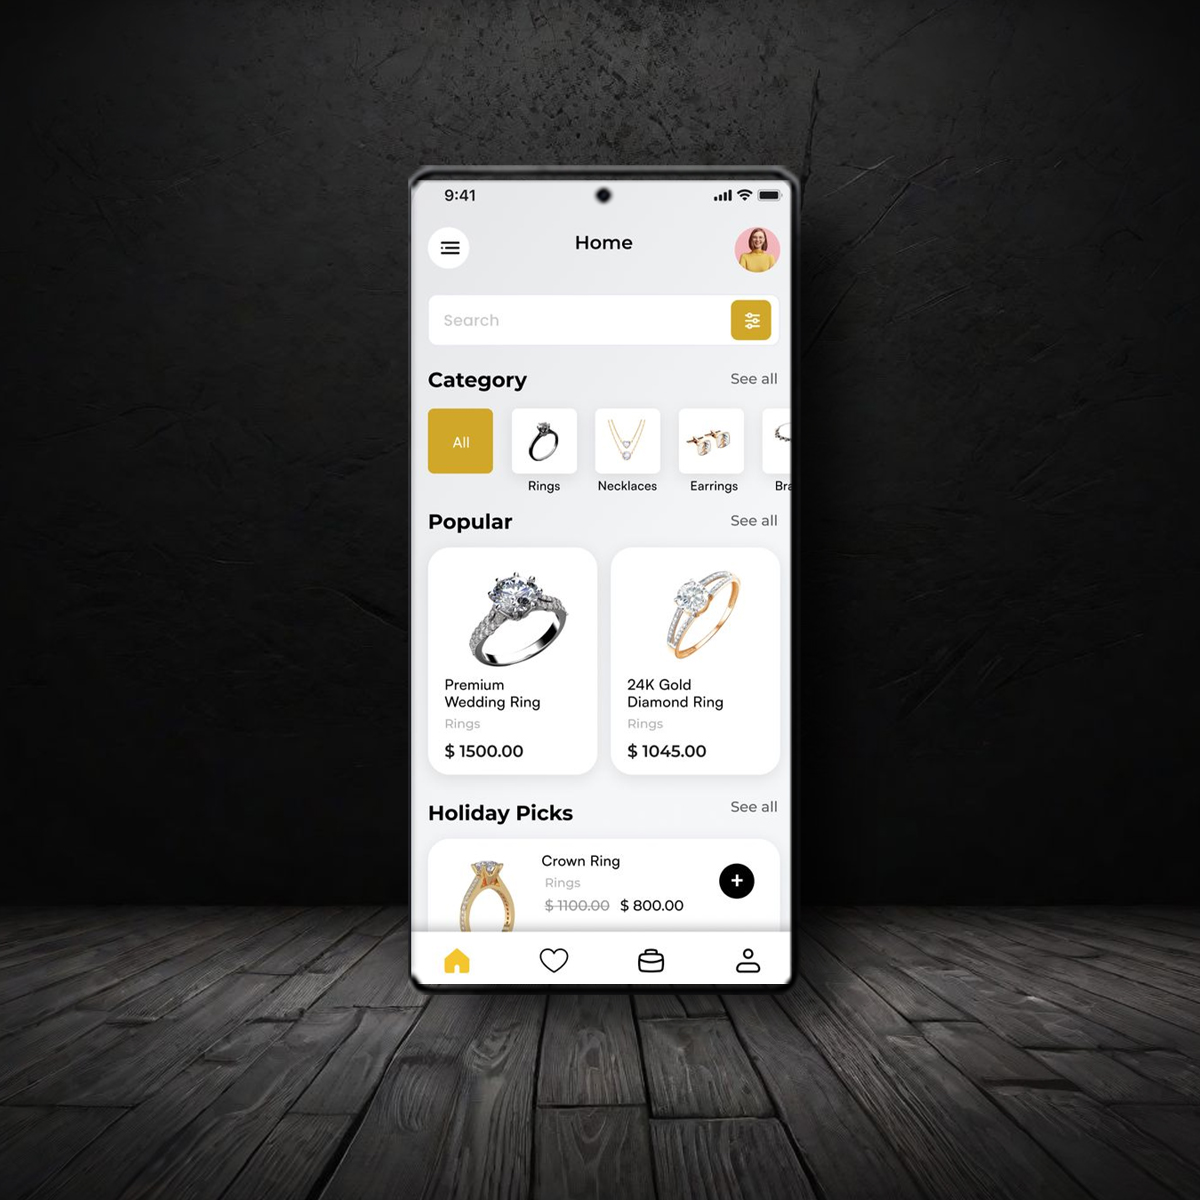 9:41
Home
Search
Category
See all
All
Rings
Necklaces
Earrings
Bra
Popular
See all
Premium
Wedding Ring
Rings
$ 1500.00
24K Gold
Diamond Ring
Rings
$ 1045.00
Holiday Picks
See all
Crown Ring
Rings
$ 1100.00 $ 800.00